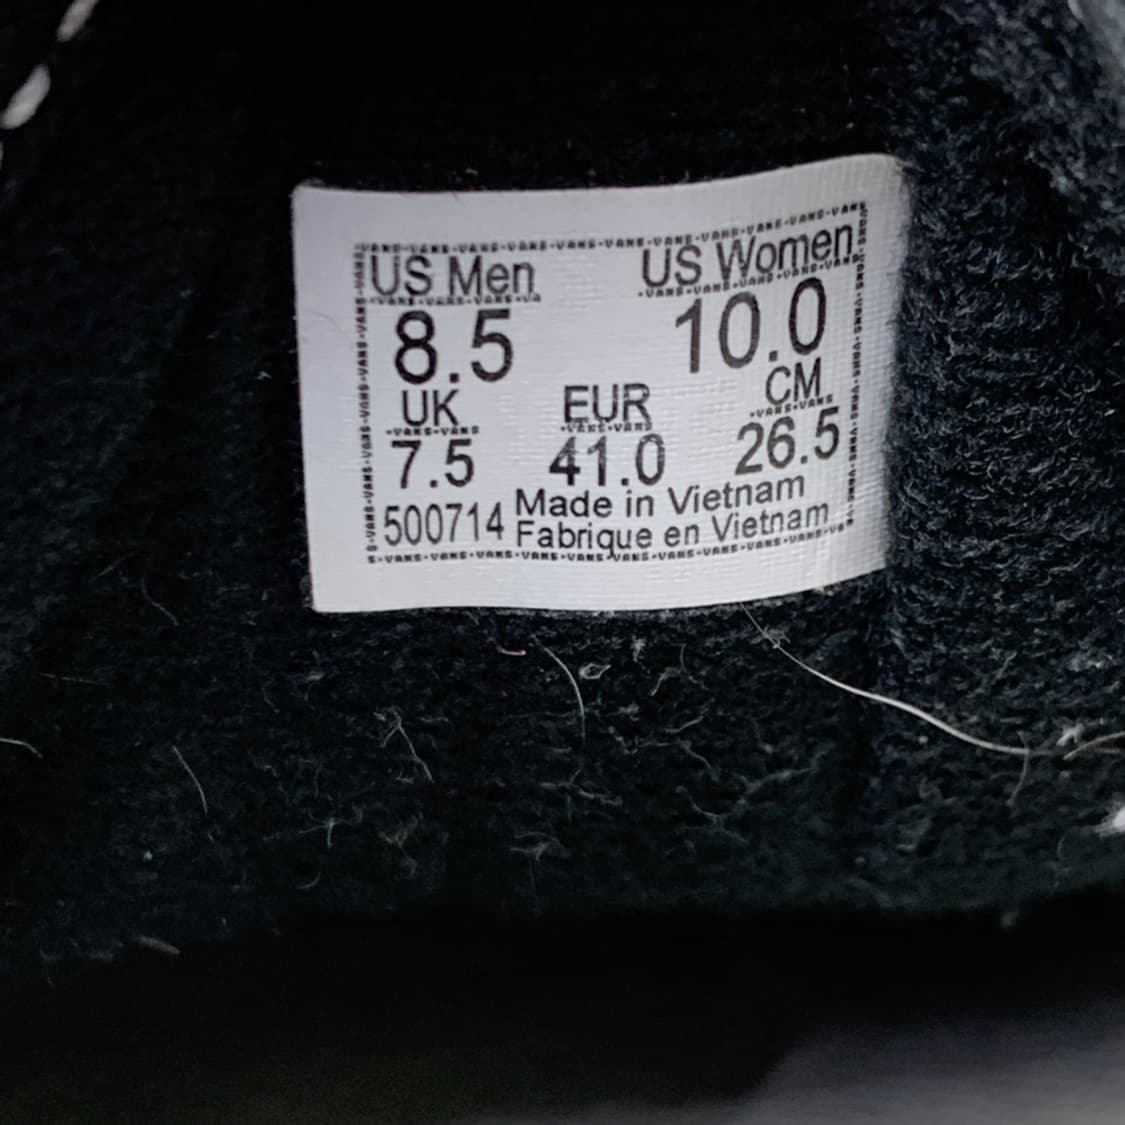 US Men US Women
8.5 10.0
UK EUR CM
7.5 41.0 26.5
500714 Made in Vietnam
Fabrique en Vietnam